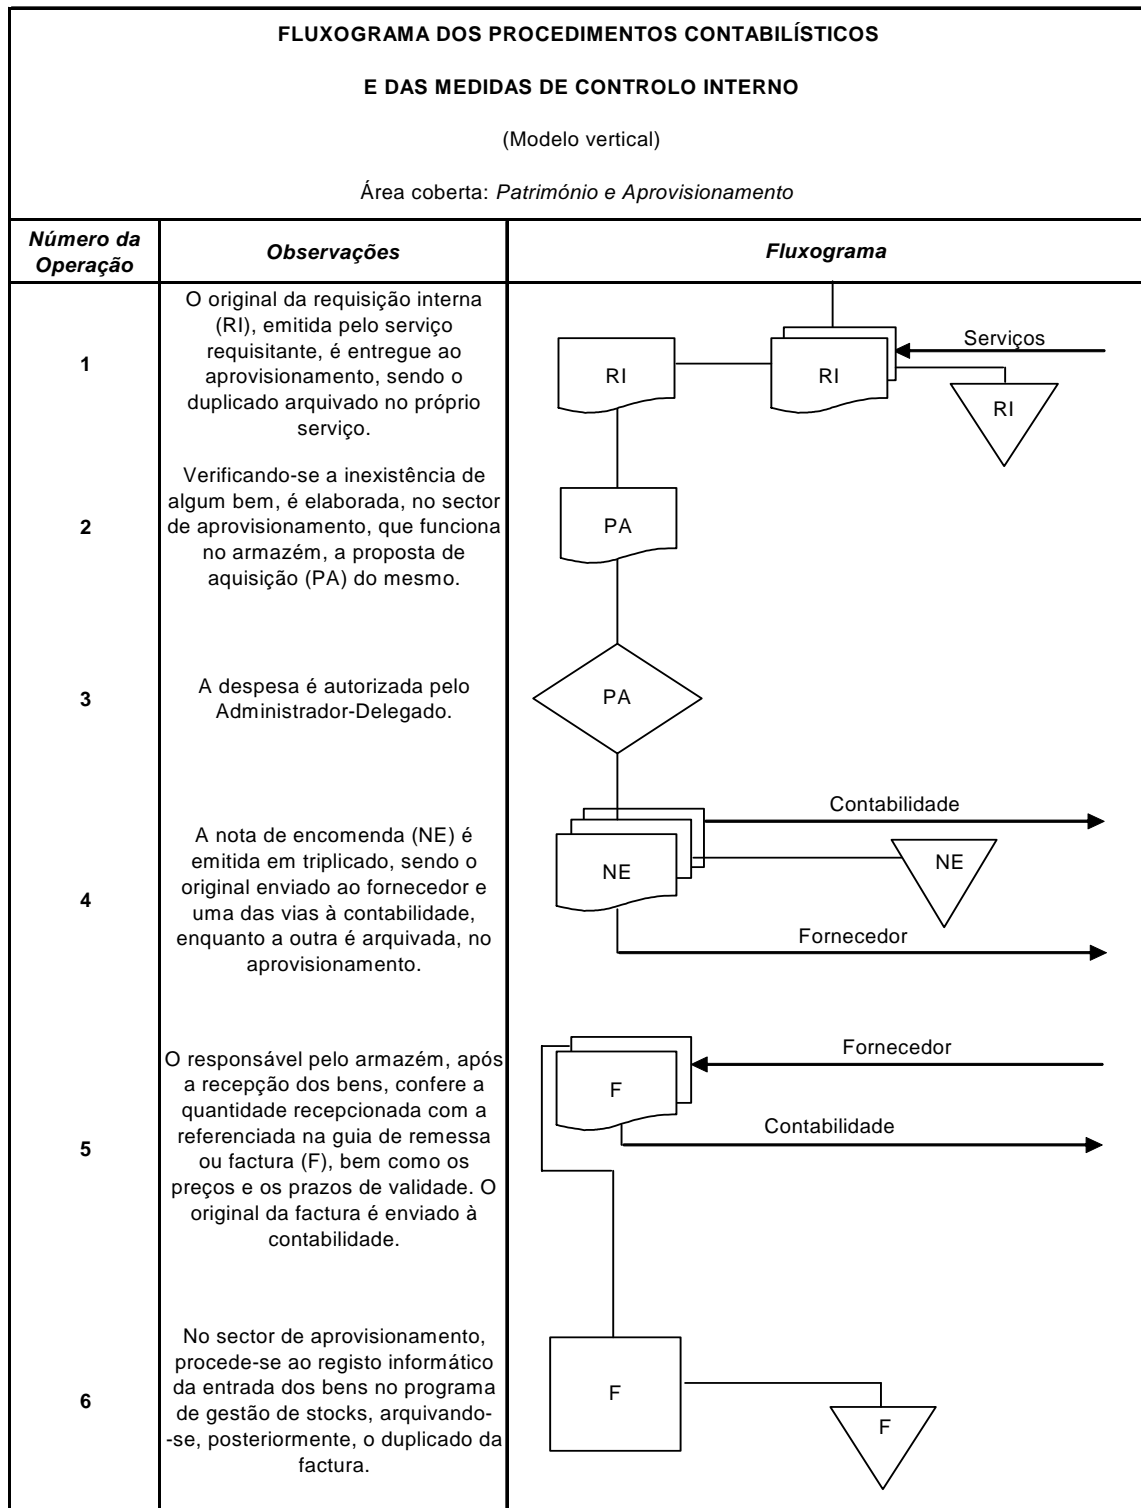 FLUXOGRAMA DOS PROCEDIMENTOS CONTABILÍSTICOS
E DAS MEDIDAS DE CONTROLO INTERNO
(Modelo vertical)
Área coberta: Património e Aprovisionamento
Número da
Operação
Observações
Fluxograma
1
O original da requisição interna
(RI), emitida pelo serviço
requisitante, é entregue ao
aprovisionamento, sendo o
duplicado arquivado no próprio
serviço.
RI
RI
Serviços
RI
2
Verificando-se a inexistência de
algum bem, é elaborada, no sector
de aprovisionamento, que funciona
no armazém, a proposta de
aquisição (PA) do mesmo.
PA
3
A despesa é autorizada pelo
Administrador-Delegado.
PA
4
A nota de encomenda (NE) é
emitida em triplicado, sendo o
original enviado ao fornecedor e
uma das vias à contabilidade,
enquanto a outra é arquivada, no
aprovisionamento.
Contabilidade
NE
NE
Fornecedor
5
O responsável pelo armazém, após
a recepção dos bens, confere a
quantidade recepcionada com a
referenciada na guia de remessa
ou factura (F), bem como os
preços e os prazos de validade. O
original da factura é enviado à
contabilidade.
Fornecedor
F
Contabilidade
6
No sector de aprovisionamento,
procede-se ao registo informático
da entrada dos bens no programa
de gestão de stocks, arquivando-
-se, posteriormente, o duplicado da
factura.
F
F